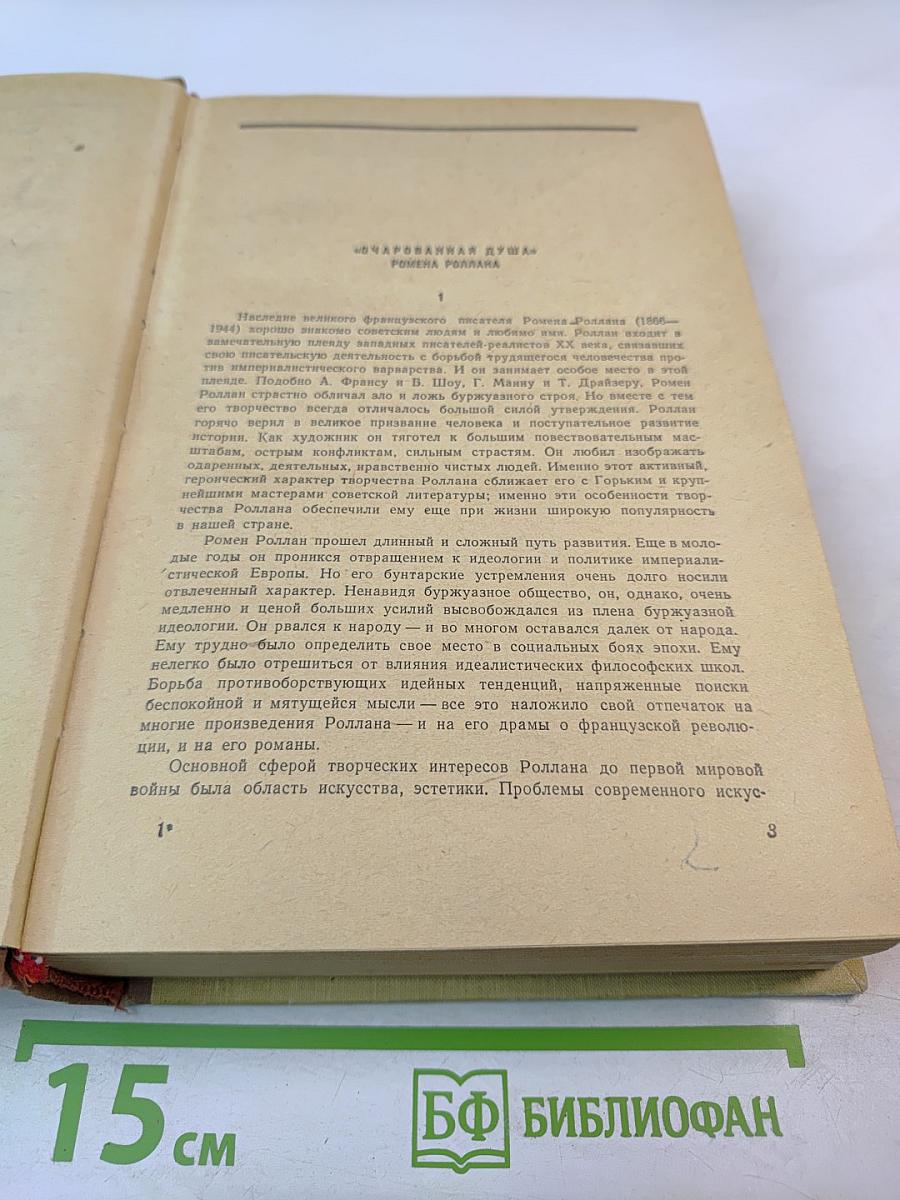 «ОЧАРОВАННАЯ ДУША»
РОМЕНА РОЛЛАНА
1
Наследие великого французского писателя Ромена Роллана (1866—
1944) хорошо знакомо советским людям и любимо ими. Роллан входит в
замечательную плеяду западных писателей-реалистов XX века, связавших
свою писательскую деятельность с борьбой трудящегося человечества про-
тив империалистического варварства. И он занимает особое место в этой
плеяде. Подобно А. Франсу и Б. Шоу, Г. Манну и Т. Драйзеру, Ромен
Роллан страстно обличал зло и ложь буржуазного строя. Но вместе с тем
его творчество всегда отличалось большой силой утверждения. Роллан
горячо верил в великое призвание человека и поступательное развитие
истории. Как художник он тяготел к большим повествовательным мас-
штабам, острым конфликтам, сильным страстям. Он любил изображать
одаренных, деятельных, нравственно чистых людей. Именно этот активный,
героический характер творчества Роллана сближает его с Горьким и круп-
нейшими мастерами советской литературы; именно эти особенности твор-
чества Роллана обеспечили ему еще при жизни широкую популярность
в нашей стране.
Ромен Роллан прошел длинный и сложный путь развития. Еще в моло-
дые годы он проникся отвращением к идеологии и политике империали-
стической Европы. Но его бунтарские устремления очень долго носили
отвлеченный характер. Ненавидя буржуазное общество, он, однако, очень
медленно и ценой больших усилий высвобождался из плена буржуазной
идеологии. Он рвался к народу — и во многом оставался далек от народа.
Ему трудно было определить свое место в социальных боях эпохи. Ему
нелегко было отрешиться от влияния идеалистических философских школ.
Борьба противоборствующих идейных тенденций, напряженные поиски
беспокойной и мятущейся мысли — все это наложило свой отпечаток на
многие произведения Роллана — и на его драмы о французской револю-
ции, и на его романы.
Основной сферой творческих интересов Роллана до первой мировой
войны была область искусства, эстетики. Проблемы современного искус-
1*
3
15 см
БФ БИБЛИОФАН